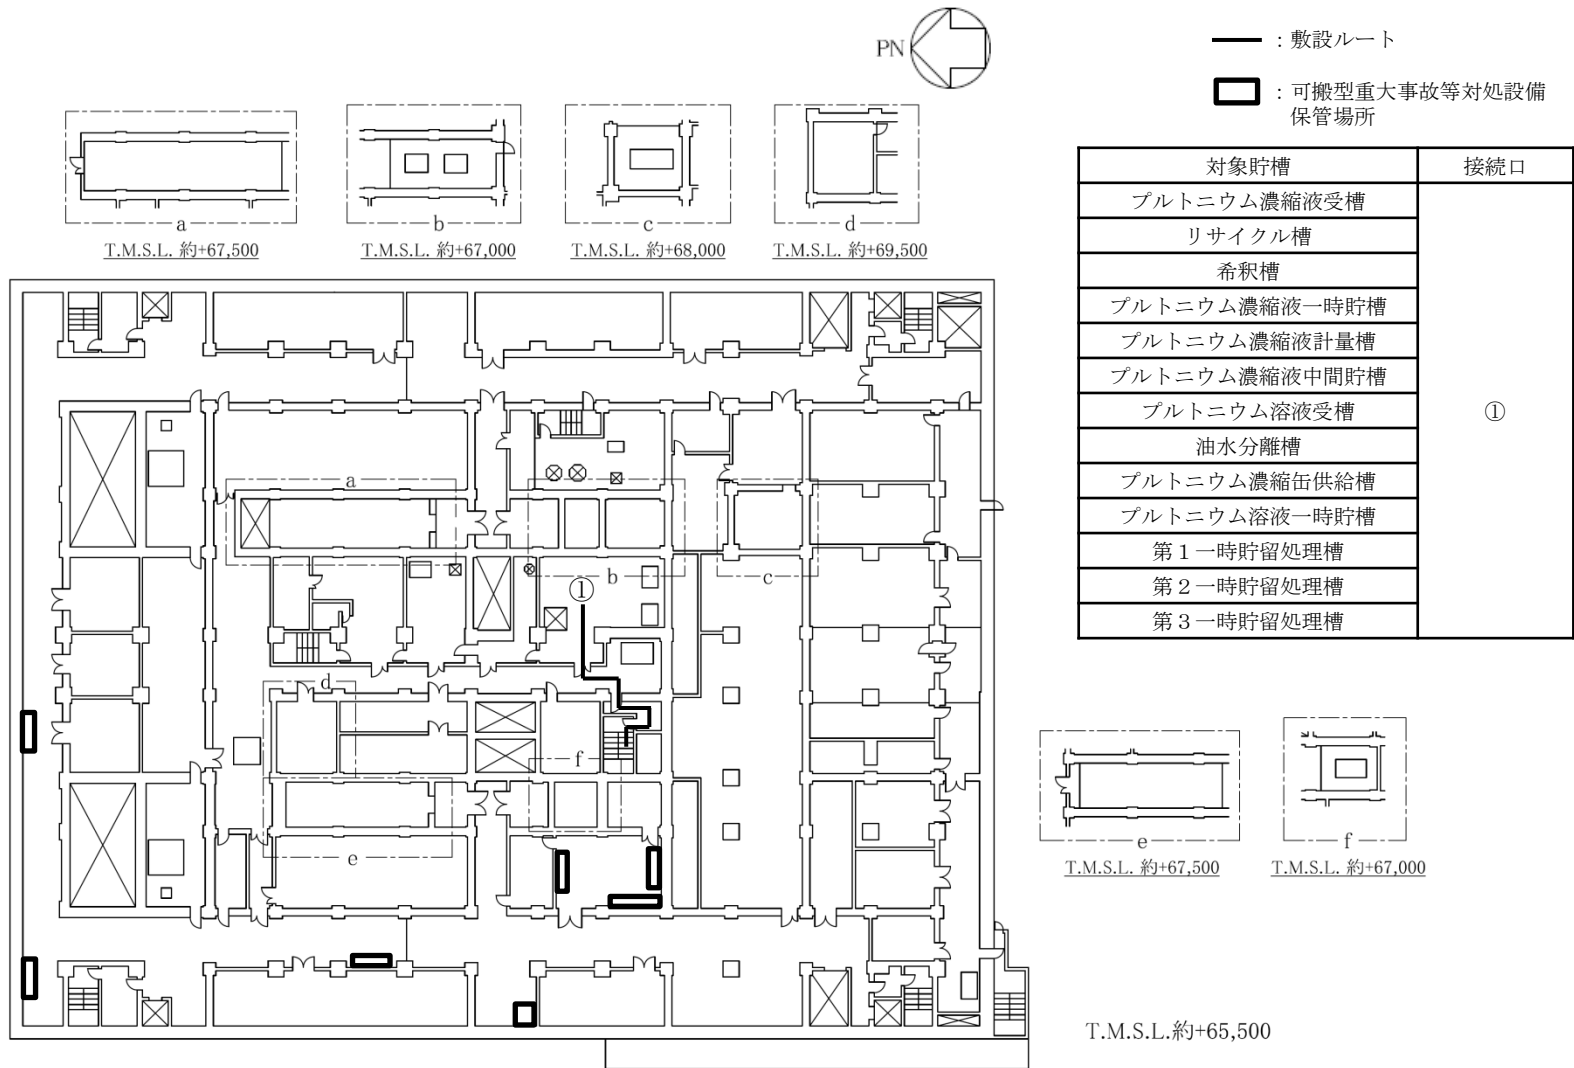 PN
：敷設ルート
：可搬型重大事故等対処設備
保管場所
a
T.M.S.L. 約+67,500
b
T.M.S.L. 約+67,000
c
T.M.S.L. 約+68,000
d
T.M.S.L. 約+69,500
対象貯槽 接続口
プルトニウム濃縮液受槽
リサイクル槽
希釈槽
プルトニウム濃縮液一時貯槽
プルトニウム濃縮液計量槽
プルトニウム濃縮液中間貯槽
プルトニウム溶液受槽
①
油水分離槽
プルトニウム濃縮缶供給槽
プルトニウム溶液一時貯槽
第１一時貯留処理槽
第２一時貯留処理槽
第３一時貯留処理槽
a
b
c
①
d
f
e
e
T.M.S.L. 約+67,500
f
T.M.S.L. 約+67,000
T.M.S.L.約+65,500